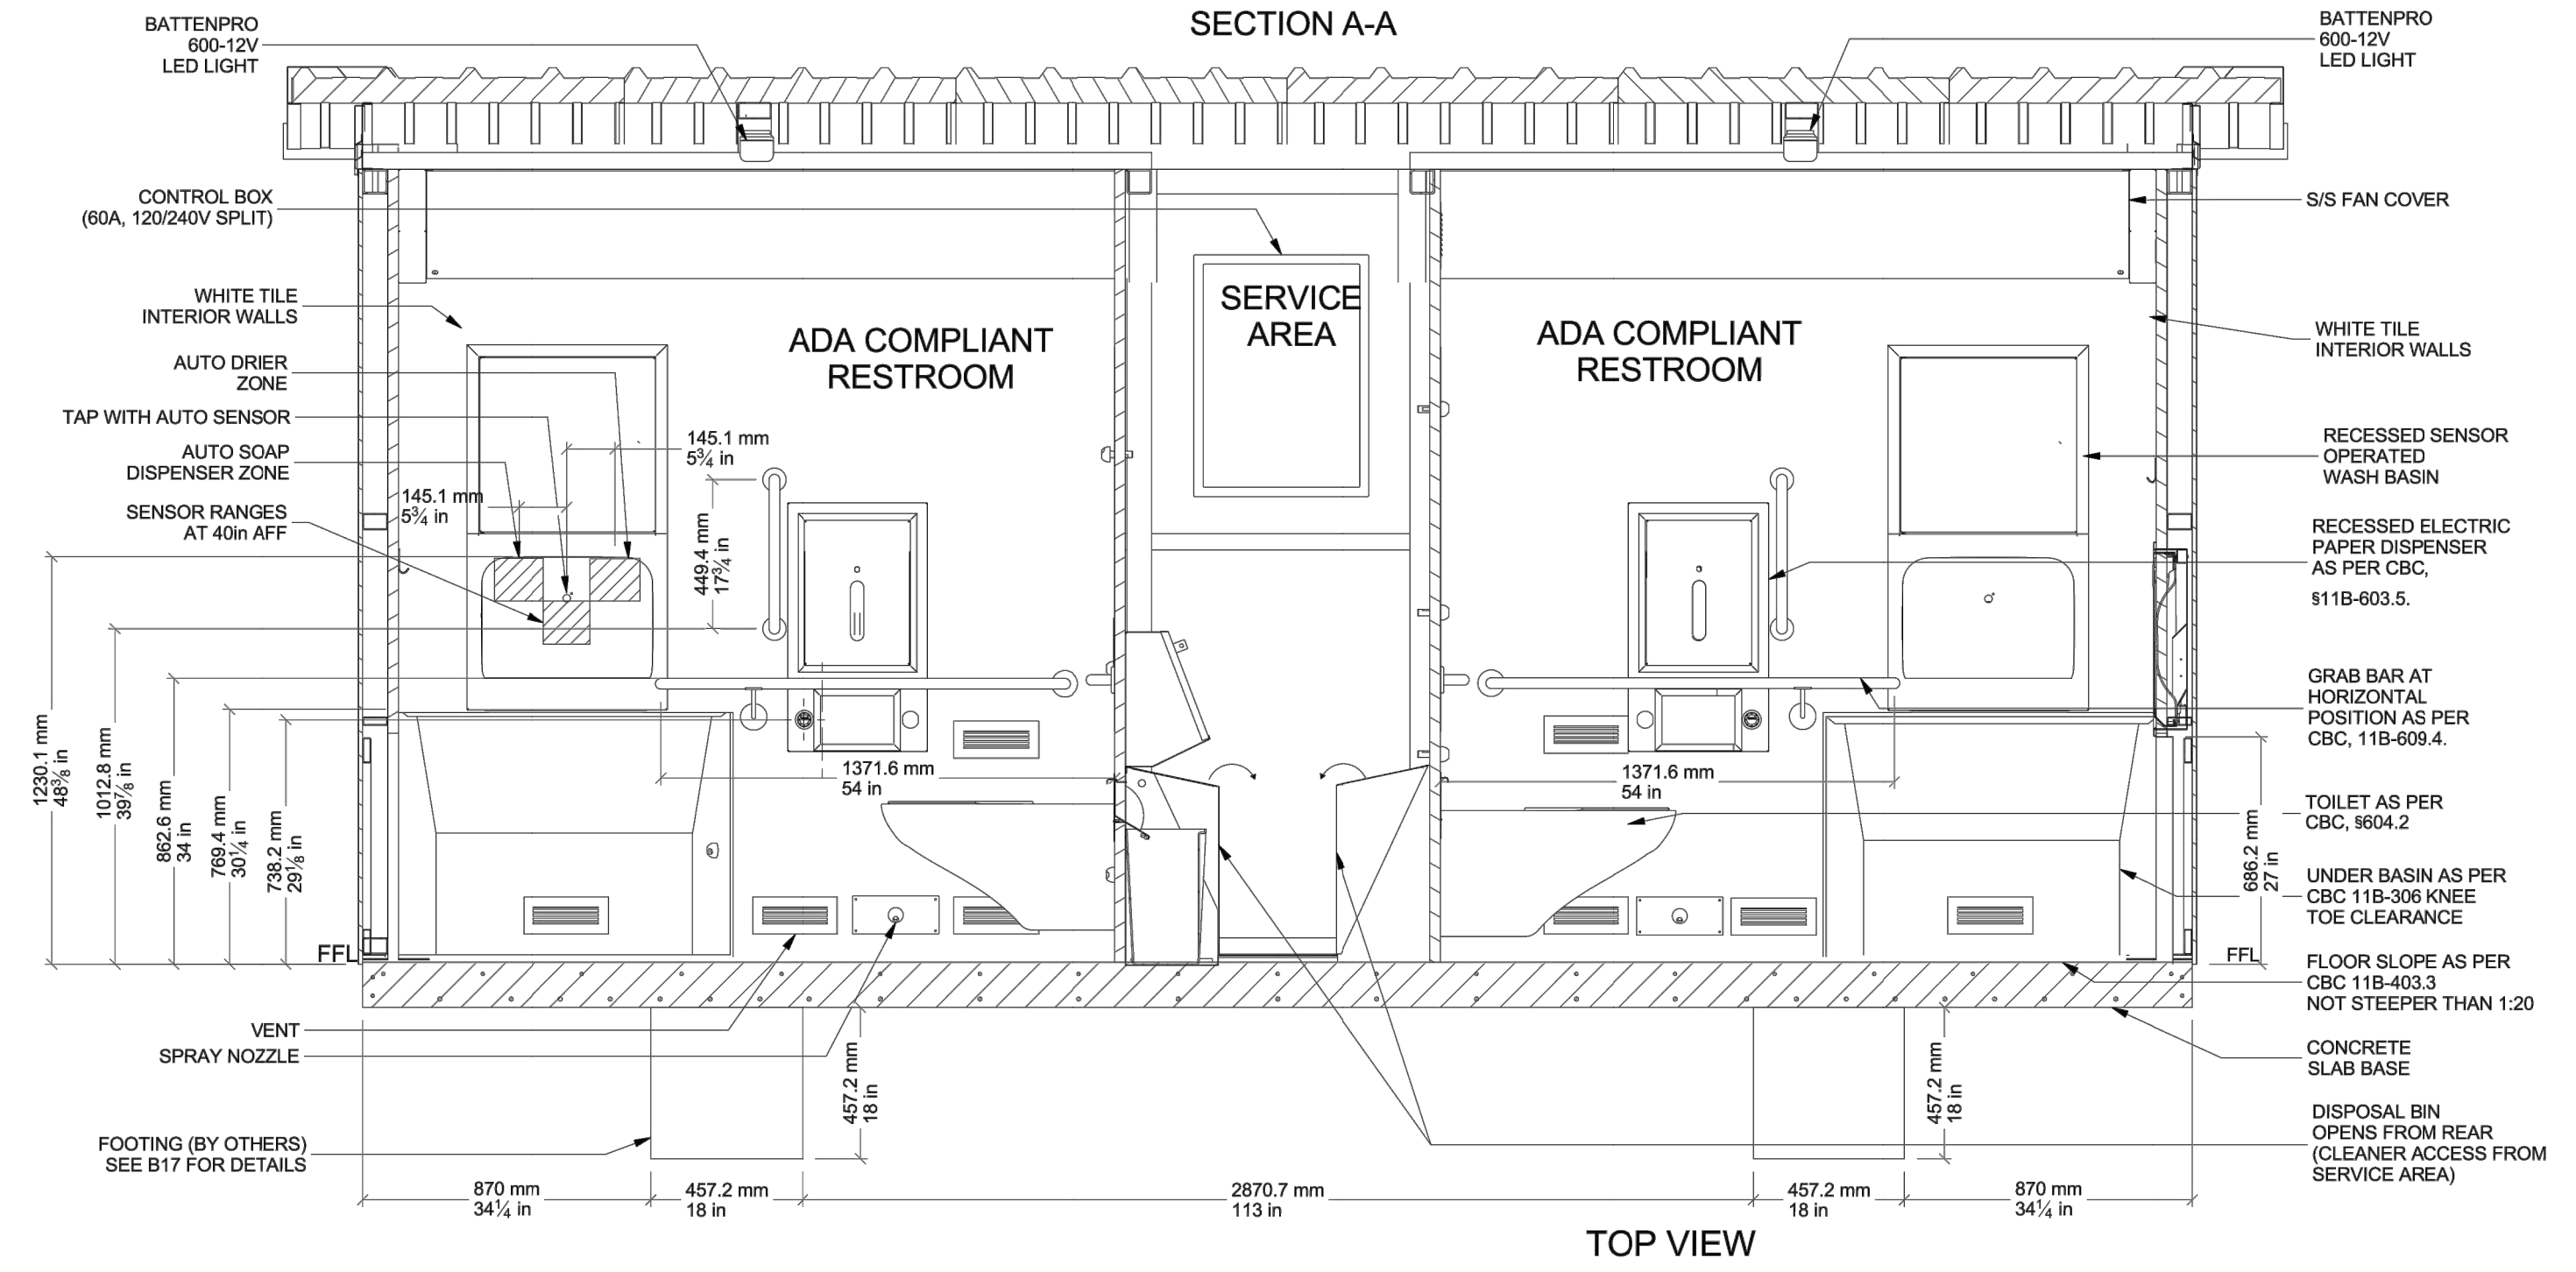 SECTION A-A
BATTENPRO
600-12V
LED LIGHT
BATTENPRO
600-12V
LED LIGHT
CONTROL BOX
(60A, 120/240V SPLIT)
S/S FAN COVER
WHITE TILE
INTERIOR WALLS
ADA COMPLIANT
RESTROOM
SERVICE
AREA
ADA COMPLIANT
RESTROOM
WHITE TILE
INTERIOR WALLS
AUTO DRIER
ZONE
TAP WITH AUTO SENSOR
AUTO SOAP
DISPENSER ZONE
SENSOR RANGES
AT 40in AFF
145.1 mm
5¾ in
145.1 mm
5¾ in
449.4 mm
17¾ in
RECESSED SENSOR
OPERATED
WASH BASIN
RECESSED ELECTRIC
PAPER DISPENSER
AS PER CBC,
§11B-603.5.
GRAB BAR AT
HORIZONTAL
POSITION AS PER
CBC, 11B-609.4.
1230.1 mm
48⅜ in
1012.8 mm
39⅞ in
862.6 mm
34 in
769.4 mm
30¼ in
738.2 mm
29⅛ in
1371.6 mm
54 in
1371.6 mm
54 in
TOILET AS PER
CBC, §604.2
686.2 mm
27 in
UNDER BASIN AS PER
CBC 11B-306 KNEE
TOE CLEARANCE
FFL
FFL
FLOOR SLOPE AS PER
CBC 11B-403.3
NOT STEEPER THAN 1:20
VENT
SPRAY NOZZLE
457.2 mm
18 in
457.2 mm
18 in
CONCRETE
SLAB BASE
FOOTING (BY OTHERS)
SEE B17 FOR DETAILS
DISPOSAL BIN
OPENS FROM REAR
(CLEANER ACCESS FROM
SERVICE AREA)
870 mm
34¼ in
457.2 mm
18 in
2870.7 mm
113 in
457.2 mm
18 in
870 mm
34¼ in
TOP VIEW